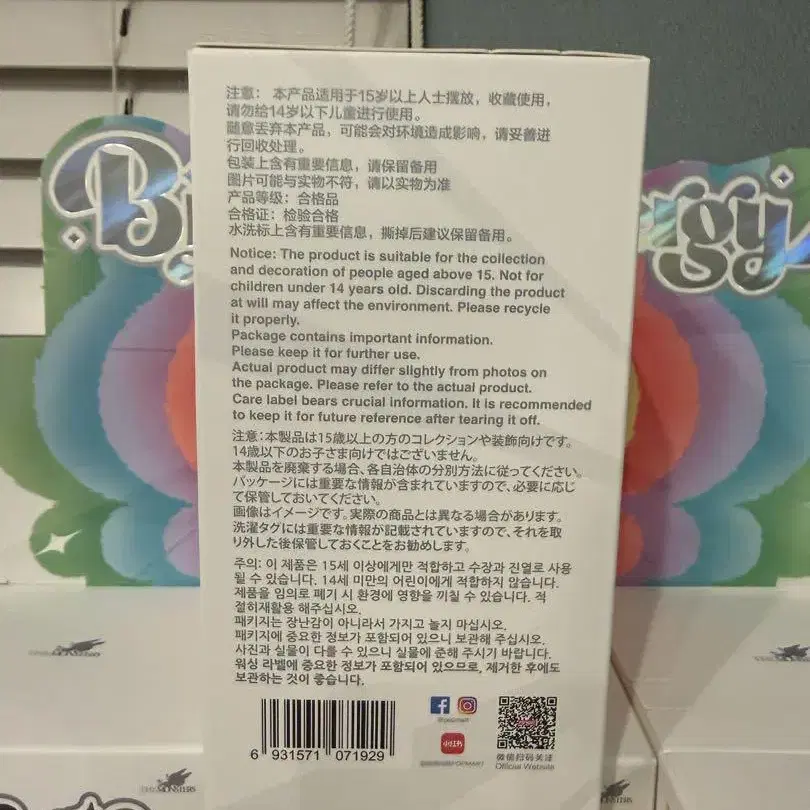 注意：本产品适用于15岁以上人士摆放，收藏使用，
请勿给14岁以下儿童进行使用。
随意丢弃本产品，可能会对环境造成影响，请妥善进
行回收处理。
包装上含有重要信息，请保留备用
图片可能与实物不符，请以实物为准
产品等级：合格品
合格证：检验合格
水洗标上含有重要信息，撕掉后建议保留备用。
Notice: The product is suitable for the collection
and decoration of people aged above 15. Not for
children under 14 years old. Discarding the product
at will may affect the environment. Please recycle
it properly.
Package contains important information.
Please keep it for further use.
Actual product may differ slightly from photos on
the package. Please refer to the actual product.
Care label bears crucial information. It is recommended
to keep it for future reference after tearing it off.
注意:本製品は15歳以上の方のコレクションや装飾向けです。
14歳以下のお子さま向けではございません。
本製品を廃棄する場合、各自治体の分別方法に従ってください。
パッケージには重要な情報が含まれていますので、必要に応じ
て保管しておいてください。
画像はイメージです。実際の商品とは異なる場合があります。
洗濯タグには重要な情報が記載されていますので、それを取
り外した後保管しておくことをお勧めします。
주의: 이 제품은 15세 이상에게만 적합하고 수장과 진열로 사용
될 수 있습니다. 14세 미만의 어린이에게 적합하지 않습니다.
제품을 임의로 폐기 시 환경에 영향을 끼칠 수 있습니다. 적
절히재활용 해주십시오.
패키지는 장난감이 아니라서 가지고 놀지 마십시오.
패키지에 중요한 정보가 포함되어 있으니 보관해 주십시오.
사진과 실물이 다를 수 있으니 실물에 준해 주시기 바랍니다.
워싱 라벨에 중요한 정보가 포함되어 있으므로, 제거한 후에도
보관하는 것이 좋습니다.
6 931571 071929
@popmart
小红书
微信扫码关注
Official Website
Bi
rgy
THE MONSTERS
THE MONSTERS